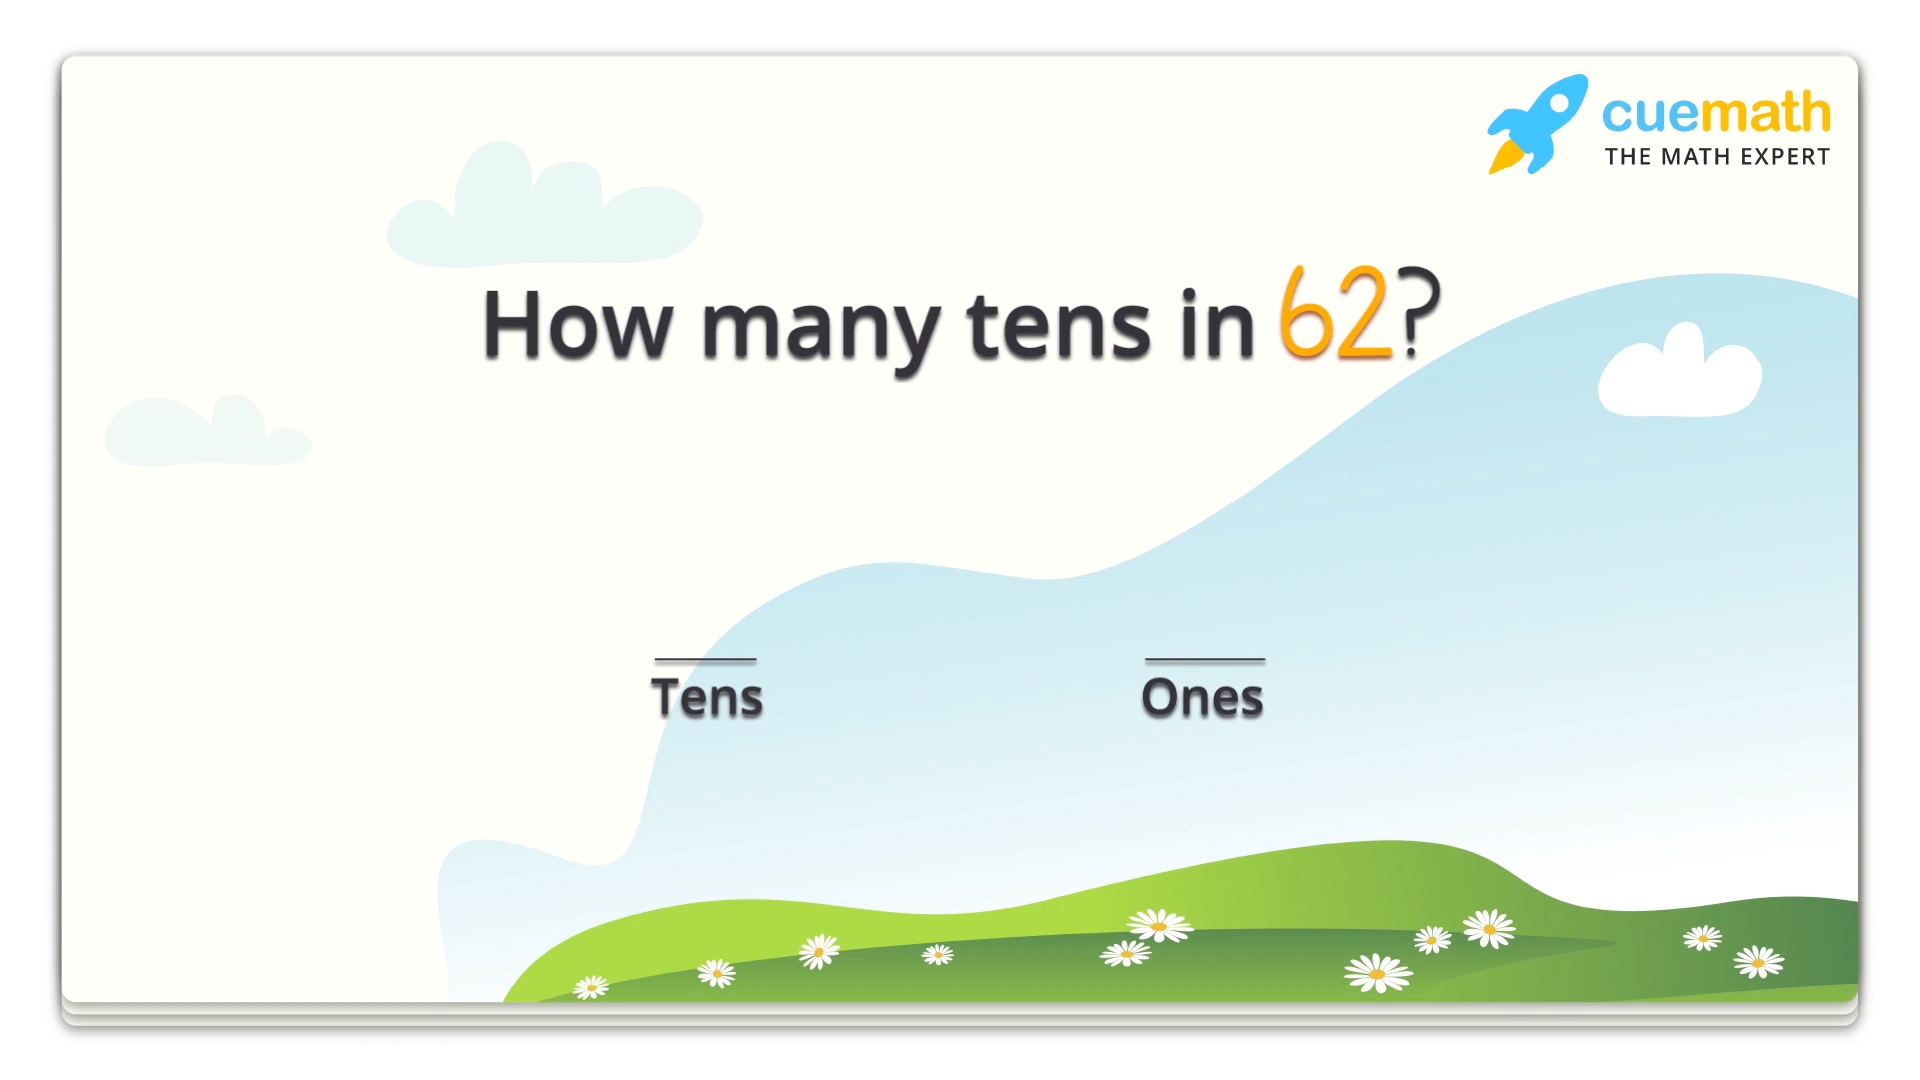 cuemath
THE MATH EXPERT
How many tens in 62?
Tens
Ones